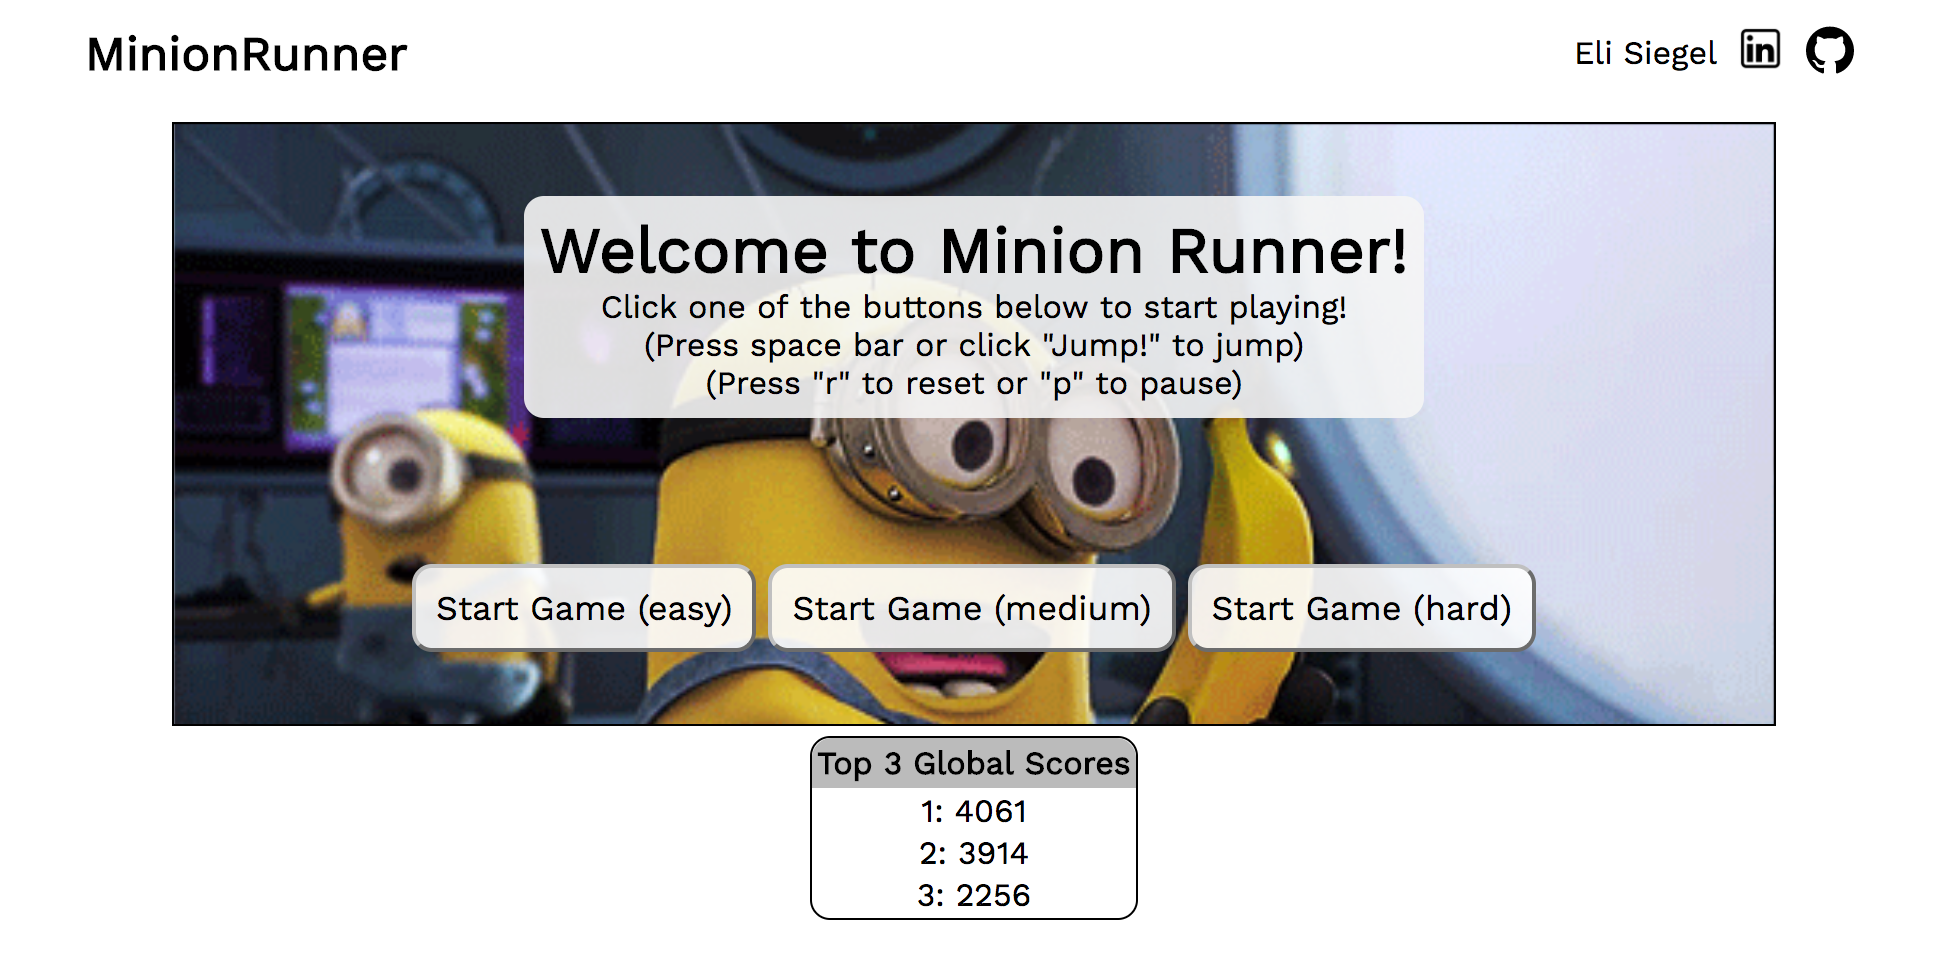 MinionRunner
Eli Siegel
in
Welcome to Minion Runner!
Click one of the buttons below to start playing!
(Press space bar or click "Jump!" to jump)
(Press "r" to reset or "p" to pause)
Start Game (easy)
Start Game (medium)
Start Game (hard)
Top 3 Global Scores
1: 4061
2: 3914
3: 2256